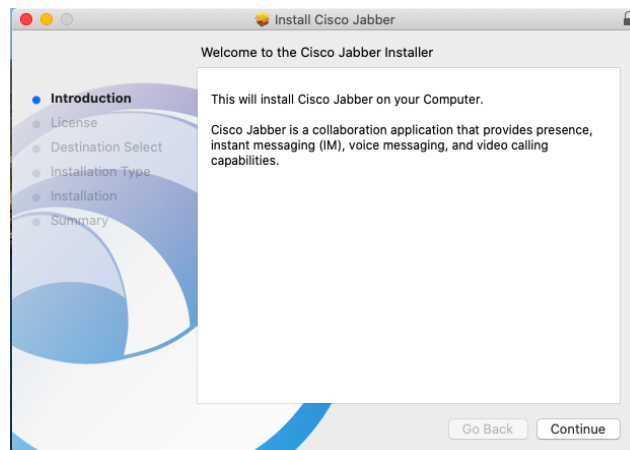 Install Cisco Jabber
Welcome to the Cisco Jabber Installer
Introduction
License
Destination Select
Installation Type
Installation
Summary
This will install Cisco Jabber on your Computer.
Cisco Jabber is a collaboration application that provides presence,
instant messaging (IM), voice messaging, and video calling
capabilities.
Go Back
Continue